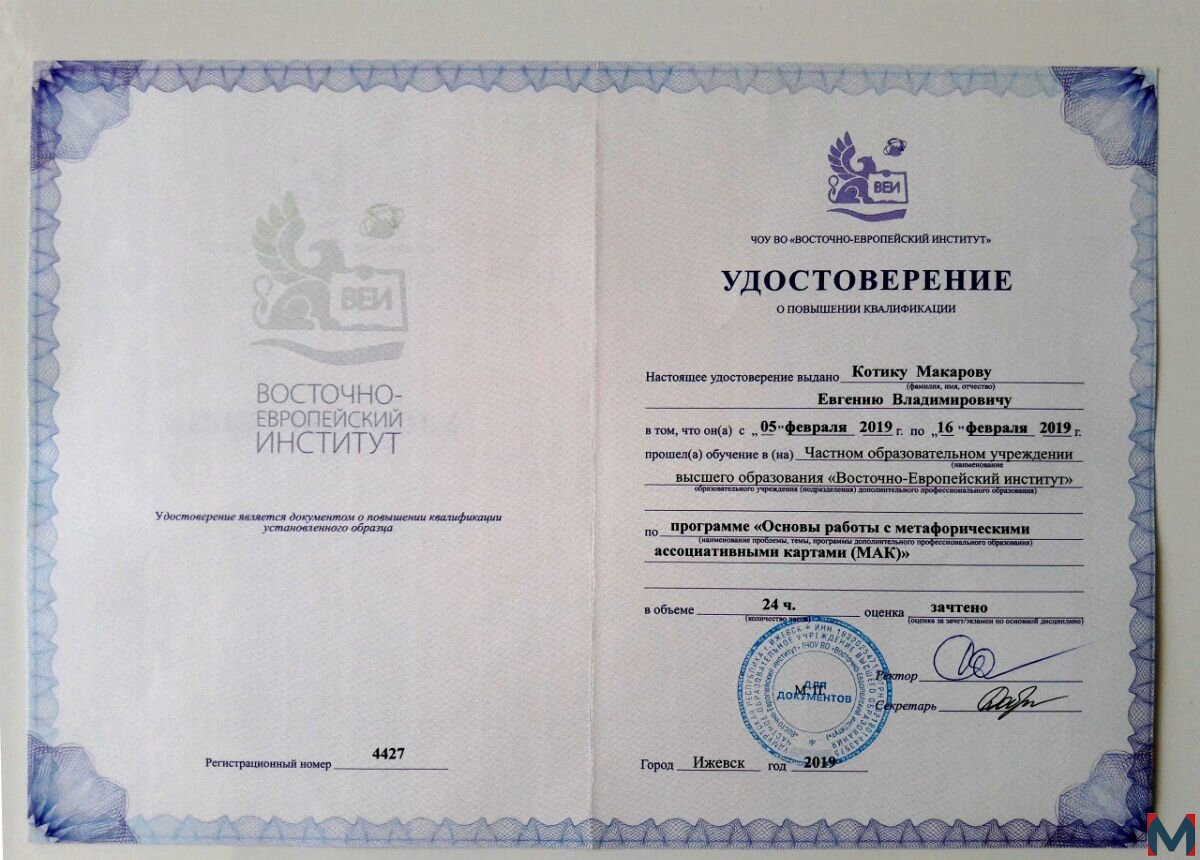 ВЕИ
ВОСТОЧНО-
ЕВРОПЕЙСКИЙ
ИНСТИТУТ
Удостоверение является документом о повышении квалификации
установленного образца
Регистрационный номер 4427
ВЕИ
ЧОУ ВО «ВОСТОЧНО-ЕВРОПЕЙСКИЙ ИНСТИТУТ»
УДОСТОВЕРЕНИЕ
О ПОВЫШЕНИИ КВАЛИФИКАЦИИ
Настоящее удостоверение выдано Котику Макарову
(фамилия, имя, отчество)
Евгению Владимировичу
в том, что он(а) с „05" февраля 2019 г. по „16" февраля 2019 г.
прошел(а) обучение в (на) Частном образовательном учреждении
(наименование
высшего образования «Восточно-Европейский институт»
образовательного учреждения (подразделения) дополнительного профессионального образования)
по программе «Основы работы с метафорическими
(наименование проблемы, темы, программы дополнительного профессионального образования)
ассоциативными картами (МАК)»
в объеме 24 ч. оценка зачтено
(количество часов) (оценка за зачет/экзамен по основной дисциплине)
Ректор
М.П.
ДЛЯ
ДОКУМЕНТОВ
Секретарь
Город Ижевск год 2019
М